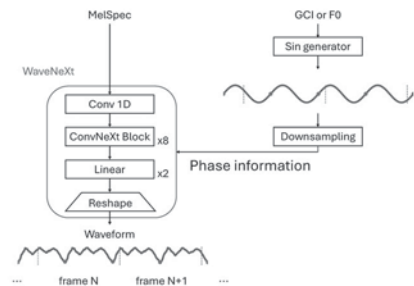 MelSpec
GCI or F0
Sin generator
WaveNeXt
Conv 1D
ConvNeXt Block
x8
Downsampling
Linear
x2
Phase information
Reshape
Waveform
... frame N frame N+1 ...